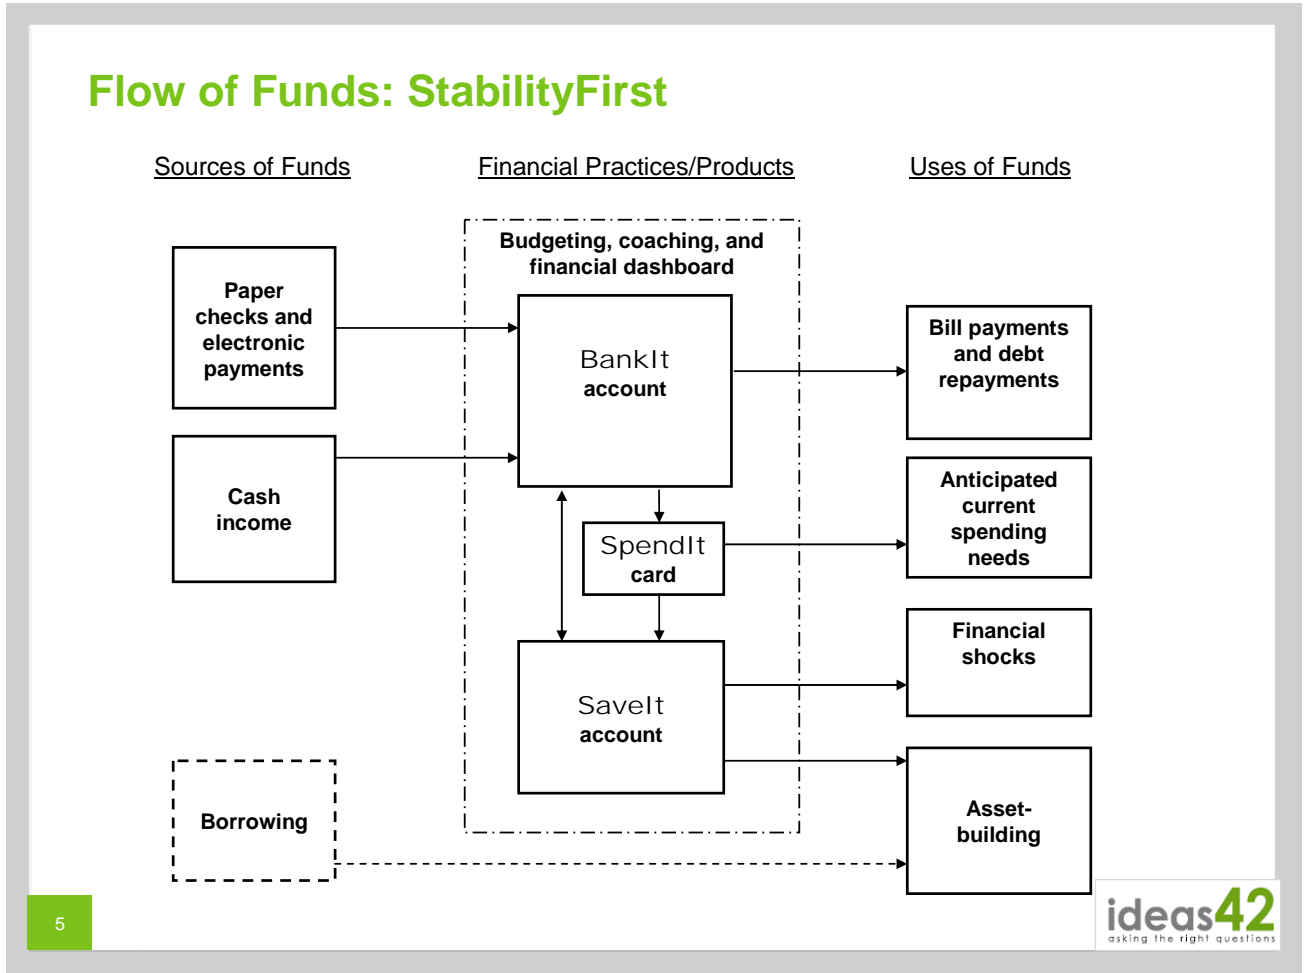 Flow of Funds: StabilityFirst
Sources of Funds
Financial Practices/Products
Uses of Funds
Paper
checks and
electronic
payments
Cash
income
Borrowing
Budgeting, coaching, and
financial dashboard
BankIt
account
SpendIt
card
SaveIt
account
Bill payments
and debt
repayments
Anticipated
current
spending
needs
Financial
shocks
Asset-
building
5
ideas42
asking the right questions